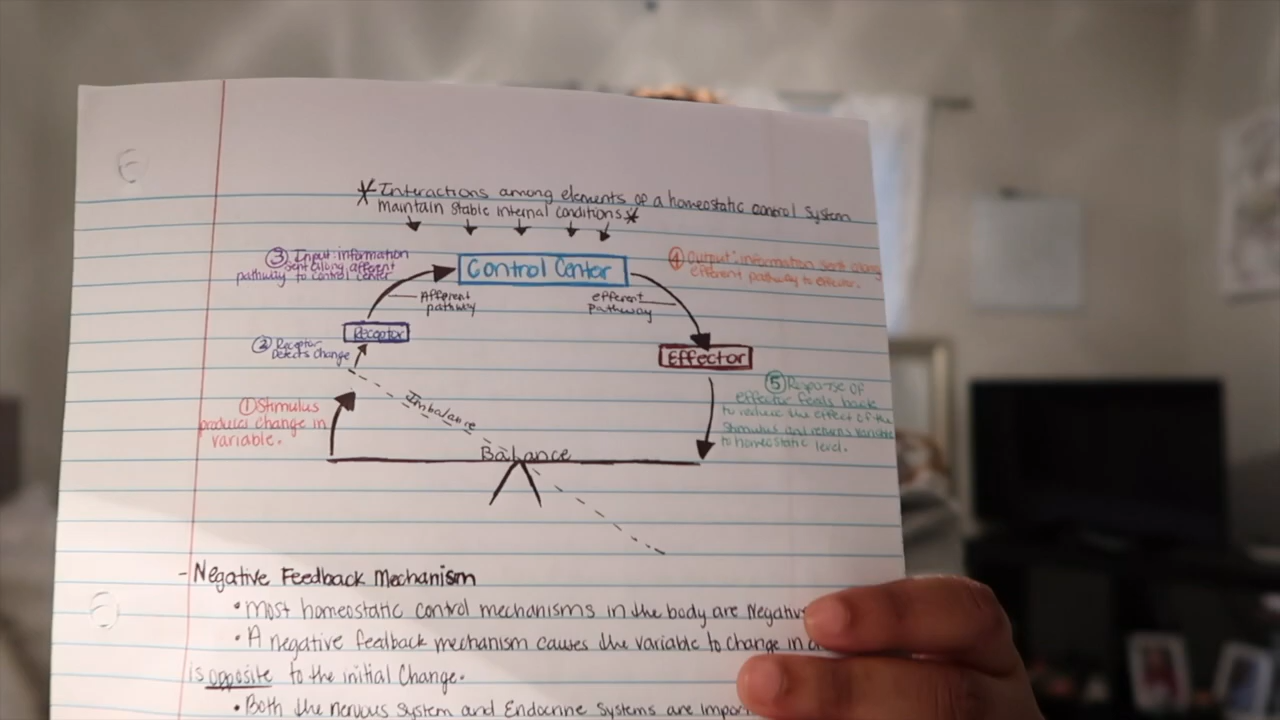 *Interactions among elements of a homeostatic control system
maintain stable internal conditions*
③ Input: information
sent along afferent
pathway to control center
Control Center
④ Output: information sent along
efferent pathway to effector.
Afferent
pathway
efferent
pathway
② Receptor
Detects change
Receptor
Effector
① Stimulus
produces change in
variable.
Imbalance
Balance
⑤ Response of
effector feeds back
to reduce the effect of the
stimulus and returns variable
to homeostatic level.
- Negative Feedback Mechanism
• Most homeostatic control mechanisms in the body are Negative
• A negative feedback mechanism causes the variable to change in a
is opposite to the initial Change.
• Both the nervous system and Endocrine systems are